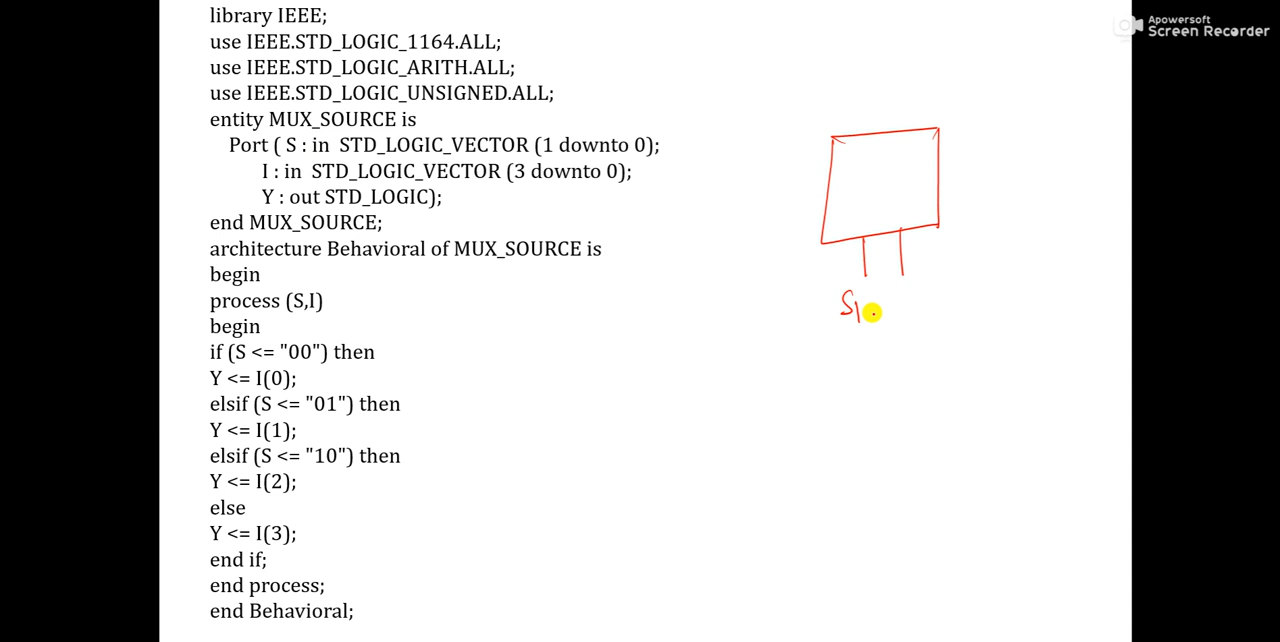 library IEEE;
use IEEE.STD_LOGIC_1164.ALL;
use IEEE.STD_LOGIC_ARITH.ALL;
use IEEE.STD_LOGIC_UNSIGNED.ALL;
entity MUX_SOURCE is
Port ( S : in STD_LOGIC_VECTOR (1 downto 0);
I : in STD_LOGIC_VECTOR (3 downto 0);
Y : out STD_LOGIC);
end MUX_SOURCE;
architecture Behavioral of MUX_SOURCE is
begin
process (S,I)
begin
if (S <= "00") then
Y <= I(0);
elsif (S <= "01") then
Y <= I(1);
elsif (S <= "10") then
Y <= I(2);
else
Y <= I(3);
end if;
end process;
end Behavioral;
S1
Apowersoft
Screen Recorder